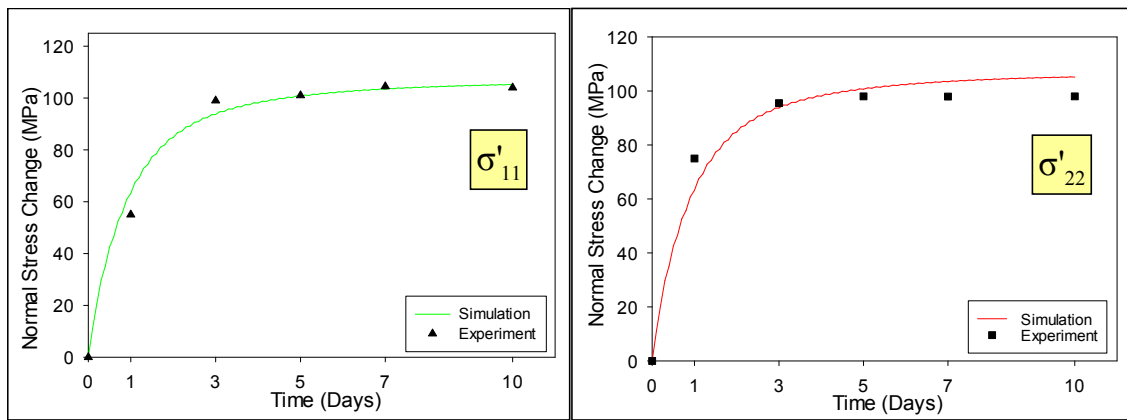 Normal Stress Change (MPa)
120
100
80
60
40
20
0
σ'11
Simulation
Experiment
0 1 3 5 7 10
Time (Days)
Normal Stress Change (MPa)
120
100
80
60
40
20
0
σ'22
Simulation
Experiment
0 1 3 5 7 10
Time (Days)